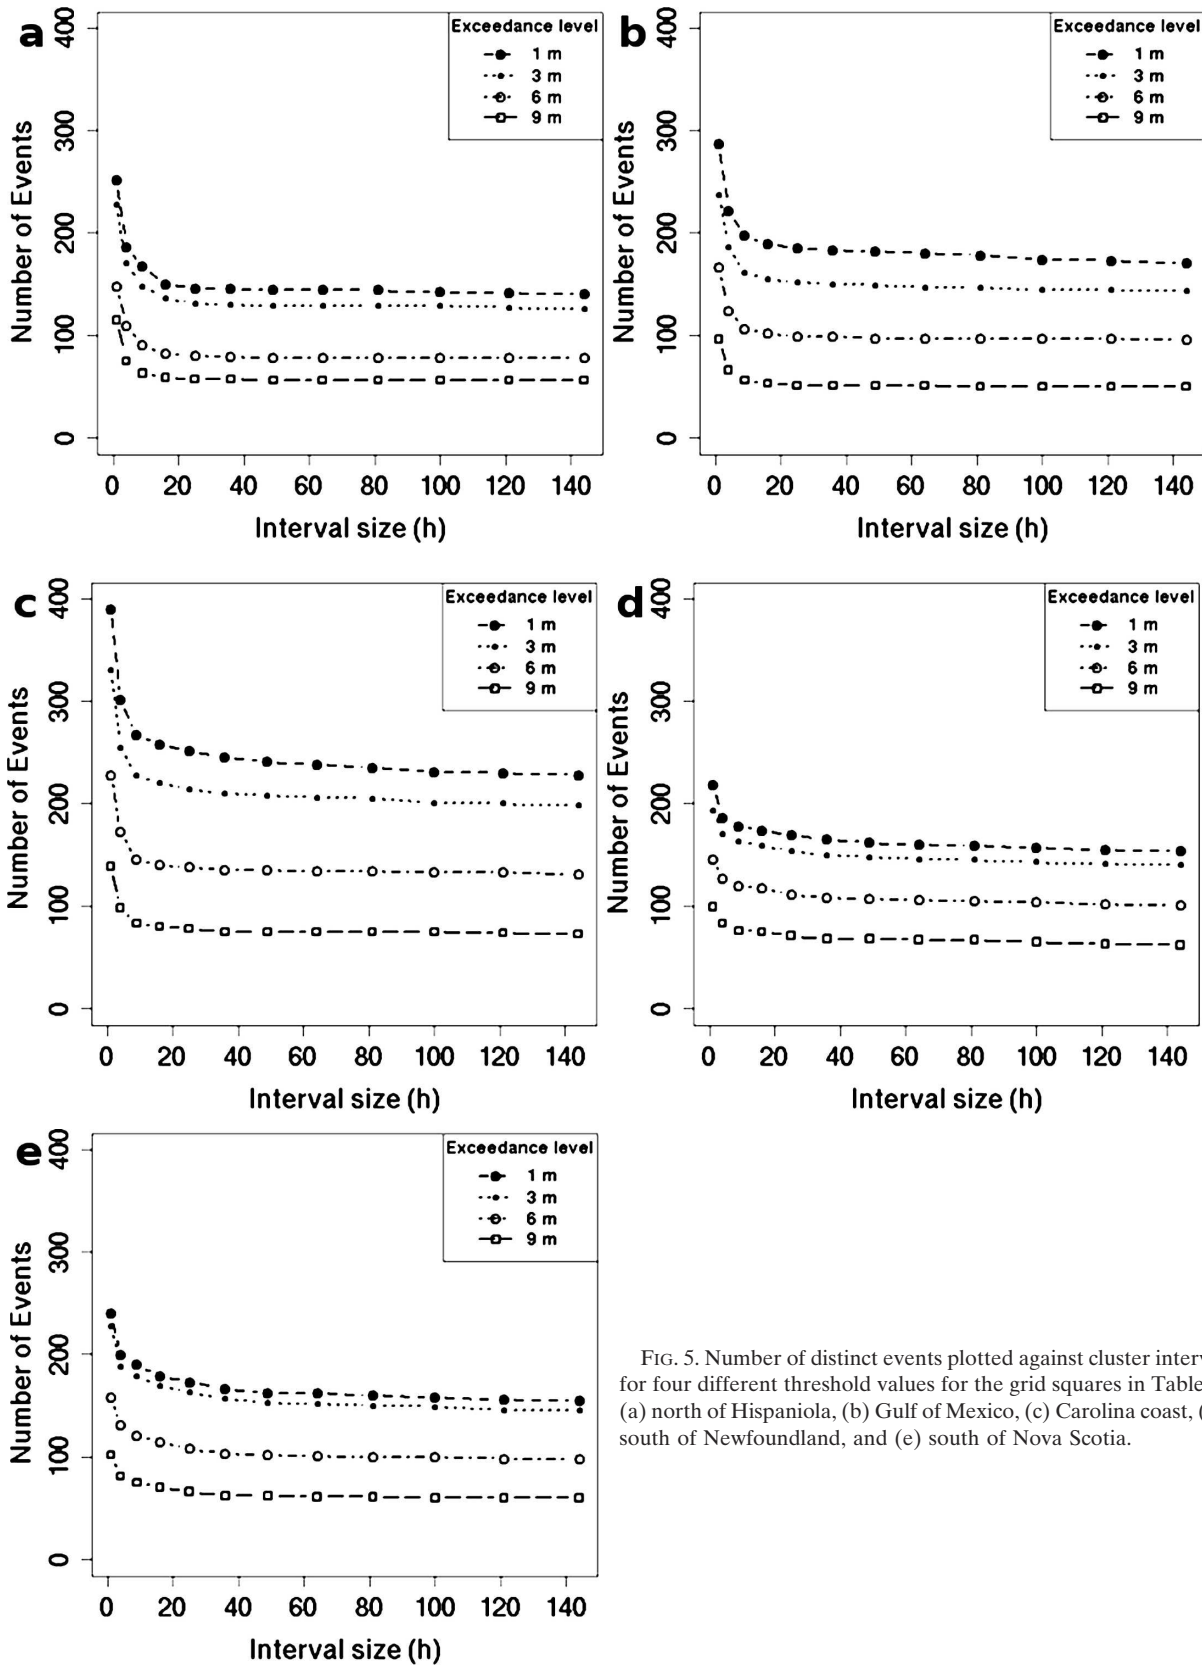 a
Number of Events
400
300
200
100
0
Exceedance level
1 m
3 m
6 m
9 m
0 20 40 60 80 100 120 140
Interval size (h)
b
Number of Events
400
300
200
100
0
Exceedance level
1 m
3 m
6 m
9 m
0 20 40 60 80 100 120 140
Interval size (h)
c
Number of Events
400
300
200
100
0
Exceedance level
1 m
3 m
6 m
9 m
0 20 40 60 80 100 120 140
Interval size (h)
d
Number of Events
400
300
200
100
0
Exceedance level
1 m
3 m
6 m
9 m
0 20 40 60 80 100 120 140
Interval size (h)
e
Number of Events
400
300
200
100
0
Exceedance level
1 m
3 m
6 m
9 m
0 20 40 60 80 100 120 140
Interval size (h)
FIG. 5. Number of distinct events plotted against cluster interv
for four different threshold values for the grid squares in Table
(a) north of Hispaniola, (b) Gulf of Mexico, (c) Carolina coast, (
south of Newfoundland, and (e) south of Nova Scotia.